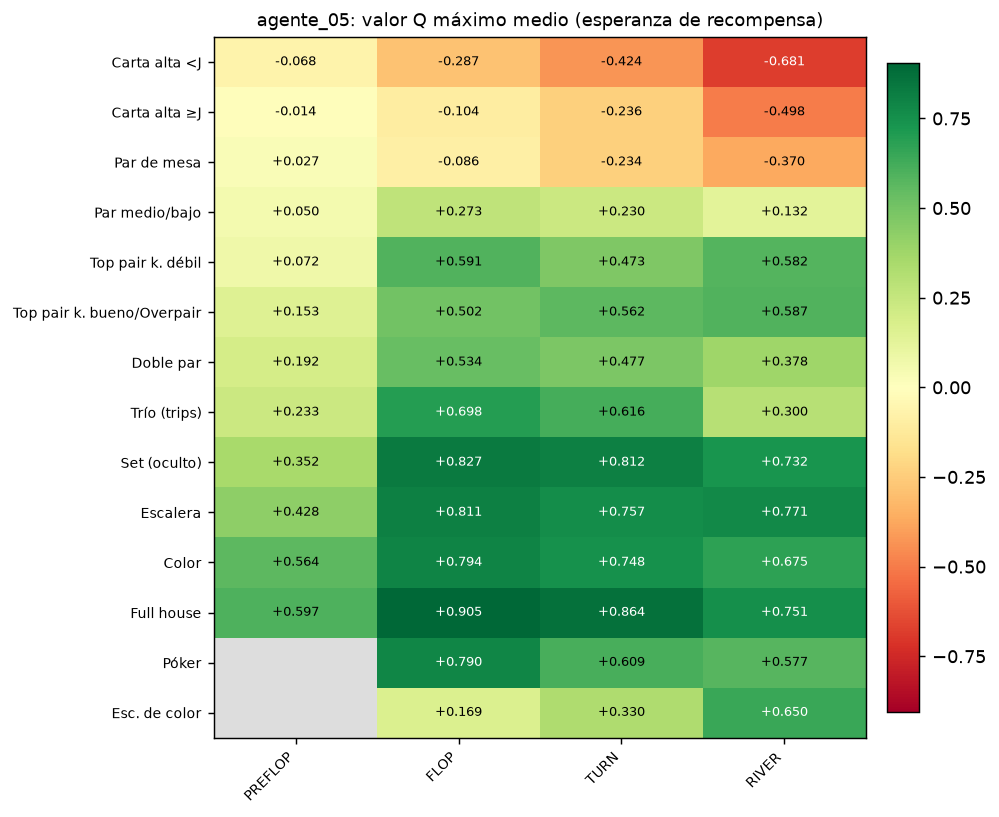 agente_05: valor Q máximo medio (esperanza de recompensa)
Carta alta <J -0.068 -0.287 -0.424 -0.681
Carta alta ≥J -0.014 -0.104 -0.236 -0.498
Par de mesa +0.027 -0.086 -0.234 -0.370
Par medio/bajo +0.050 +0.273 +0.230 +0.132
Top pair k. débil +0.072 +0.591 +0.473 +0.582
Top pair k. bueno/Overpair +0.153 +0.502 +0.562 +0.587
Doble par +0.192 +0.534 +0.477 +0.378
Trío (trips) +0.233 +0.698 +0.616 +0.300
Set (oculto) +0.352 +0.827 +0.812 +0.732
Escalera +0.428 +0.811 +0.757 +0.771
Color +0.564 +0.794 +0.748 +0.675
Full house +0.597 +0.905 +0.864 +0.751
Póker +0.790 +0.609 +0.577
Esc. de color +0.169 +0.330 +0.650
PREFLOP FLOP TURN RIVER
0.75
0.50
0.25
0.00
−0.25
−0.50
−0.75